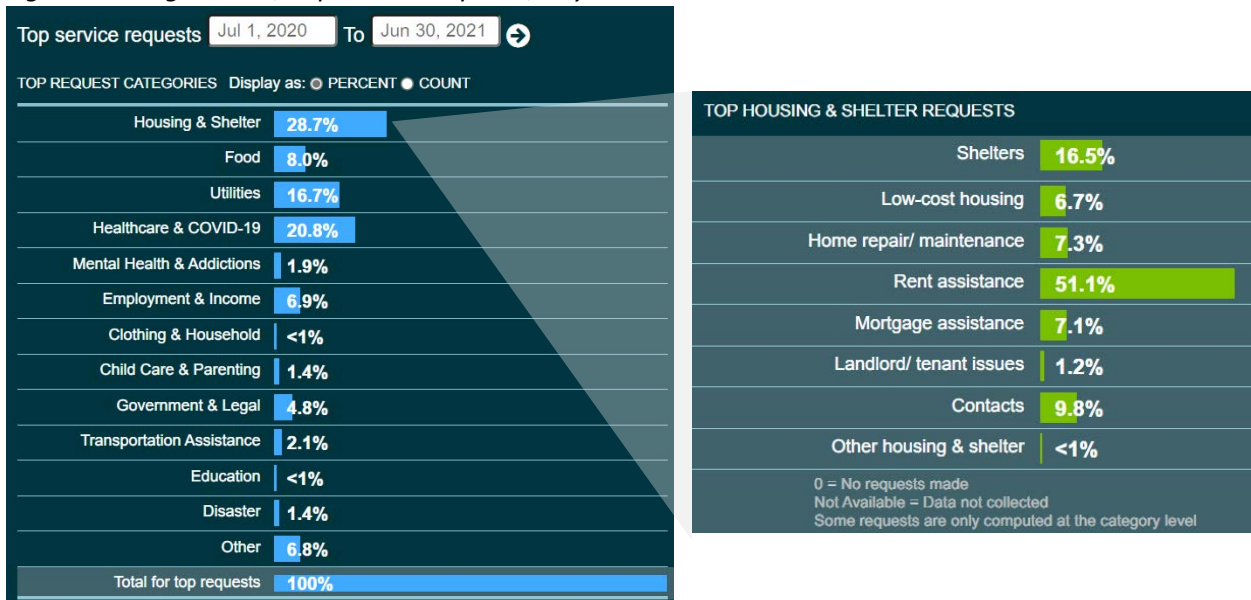 Top service requests Jul 1, 2020 To Jun 30, 2021
TOP REQUEST CATEGORIES Display as: PERCENT COUNT
Housing & Shelter 28.7%
Food 8.0%
Utilities 16.7%
Healthcare & COVID-19 20.8%
Mental Health & Addictions 1.9%
Employment & Income 6.9%
Clothing & Household <1%
Child Care & Parenting 1.4%
Government & Legal 4.8%
Transportation Assistance 2.1%
Education <1%
Disaster 1.4%
Other 6.8%
Total for top requests 100%
TOP HOUSING & SHELTER REQUESTS
Shelters 16.5%
Low-cost housing 6.7%
Home repair/ maintenance 7.3%
Rent assistance 51.1%
Mortgage assistance 7.1%
Landlord/ tenant issues 1.2%
Contacts 9.8%
Other housing & shelter <1%
0 = No requests made
Not Available = Data not collected
Some requests are only computed at the category level